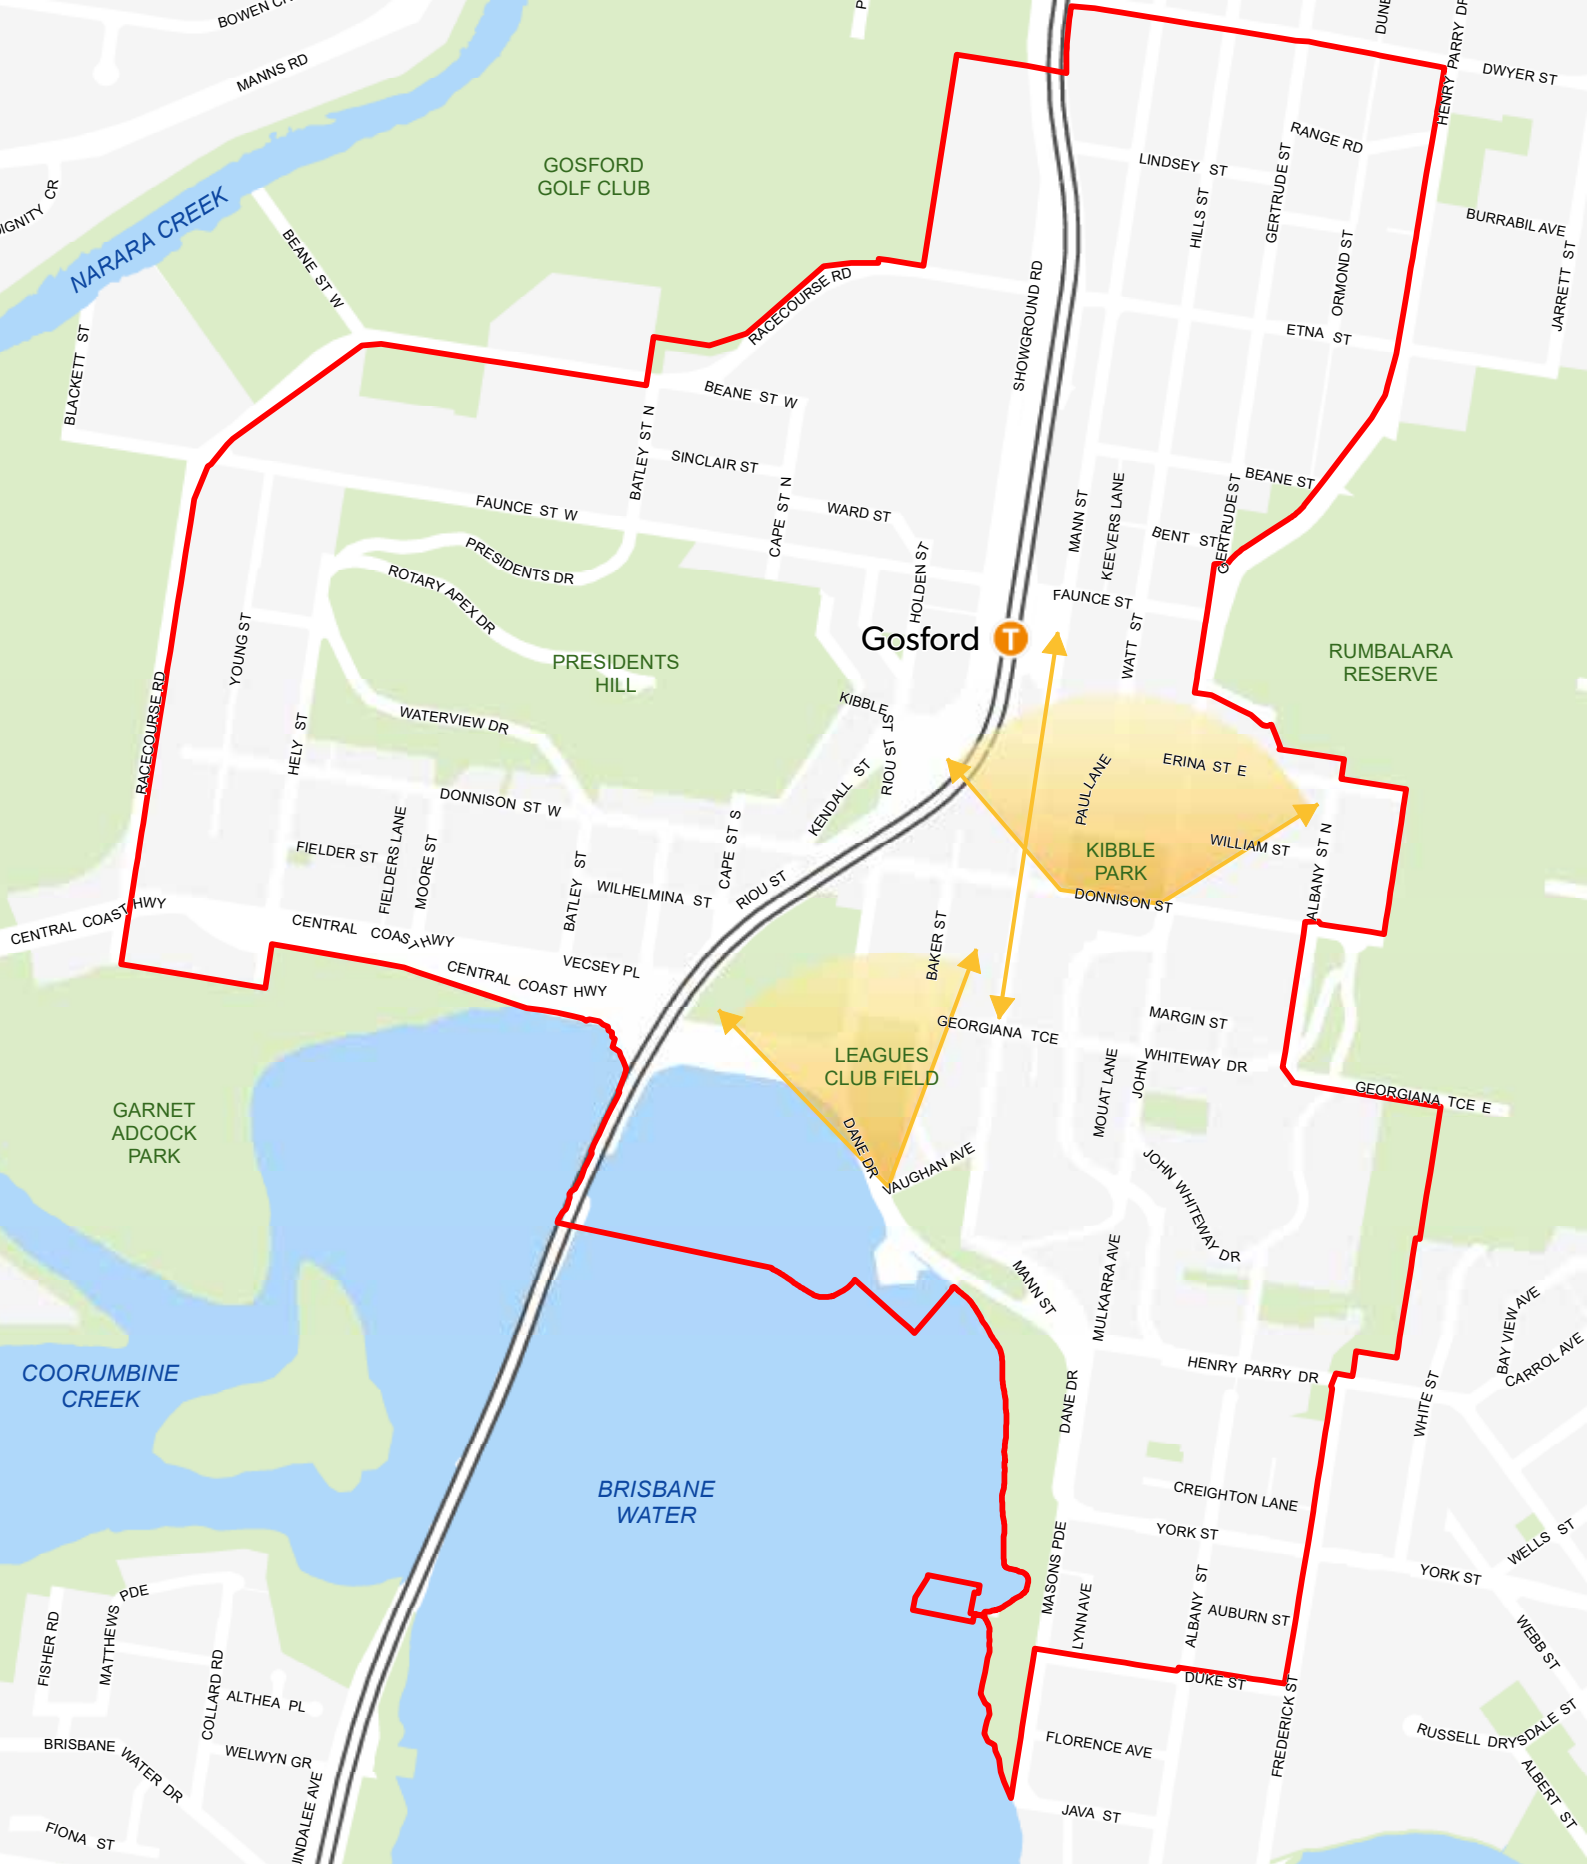 BOWEN CR
MANNS RD
P
DUNE
HENRY PARRY DR
DWYER ST
RANGE RD
LINDSEY ST
GERTRUDE ST
HILLS ST
BURRABIL AVE
ORMOND ST
JARRETT ST
ETNA ST
GOSFORD
GOLF CLUB
IGNITY CR
NARARA CREEK
BEANE ST W
RACECOURSE RD
SHOWGROUND RD
BLACKETT ST
BEANE ST W
BATLEY ST N
SINCLAIR ST
CAPE ST N
WARD ST
FAUNCE ST W
PRESIDENTS DR
ROTARY APEX DR
HOLDEN ST
MANN ST
KEEVERS LANE
BEANE ST
BENT ST
GERTRUDE ST
FAUNCE ST
WATT ST
Gosford
T
YOUNG ST
PRESIDENTS
HILL
RUMBALARA
RESERVE
RACECOURSE RD
HELY ST
WATERVIEW DR
KIBBLE ST
RIOU ST
KENDALL ST
PAUL LANE
ERINA ST E
DONNISON ST W
FIELDERS LANE
MOORE ST
FIELDER ST
BATLEY ST
CAPE ST S
WILHELMINA ST
RIOU ST
KIBBLE
PARK
WILLIAM ST
ALBANY ST N
DONNISON ST
CENTRAL COAST HWY
CENTRAL COAST HWY
CENTRAL COAST HWY
VECSEY PL
BAKER ST
GEORGIANA TCE
MARGIN ST
WHITEWAY DR
JOHN
MOUAT LANE
GEORGIANA TCE E
LEAGUES
CLUB FIELD
DANE DR
VAUGHAN AVE
GARNET
ADCOCK
PARK
JOHN WHITEWAY DR
MANN ST
MULKARRA AVE
HENRY PARRY DR
DANE DR
BAY VIEW AVE
CARROL AVE
WHITE ST
COORUMBINE
CREEK
BRISBANE
WATER
CREIGHTON LANE
YORK ST
MASONS PDE
LYNN AVE
ALBANY ST
AUBURN ST
YORK ST
WELLS ST
WEBB ST
DUKE ST
FREDERICK ST
FLORENCE AVE
JAVA ST
RUSSELL DRYSDALE ST
ALBERT ST
FISHER RD
MATTHEWS PDE
COLLARD RD
ALTHEA PL
WELWYN GR
BRISBANE WATER DR
FIONA ST
INDALEE AVE